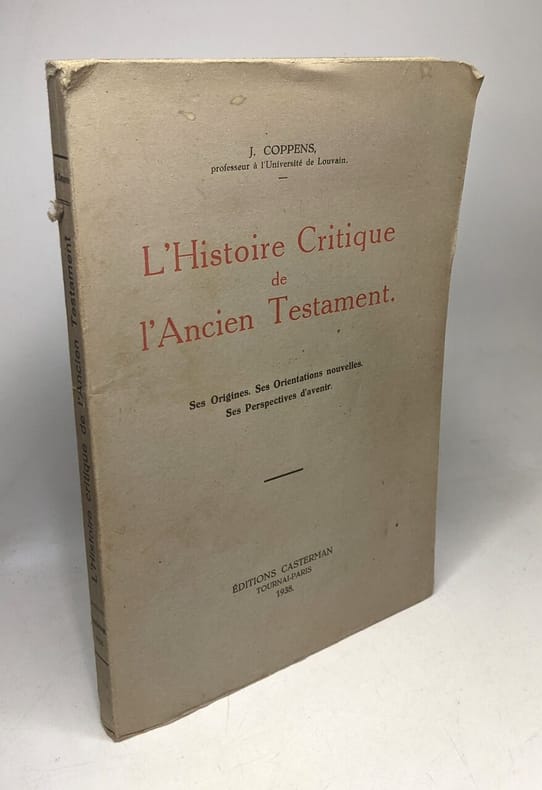 J. COPPENS,
professeur à l'Université de Louvain.
L'Histoire Critique
de
l'Ancien Testament.
Ses Origines. Ses Orientations nouvelles.
Ses Perspectives d'avenir.
ÉDITIONS CASTERMAN
TOURNAI-PARIS
1938.
L'Histoire critique de l'Ancien Testament